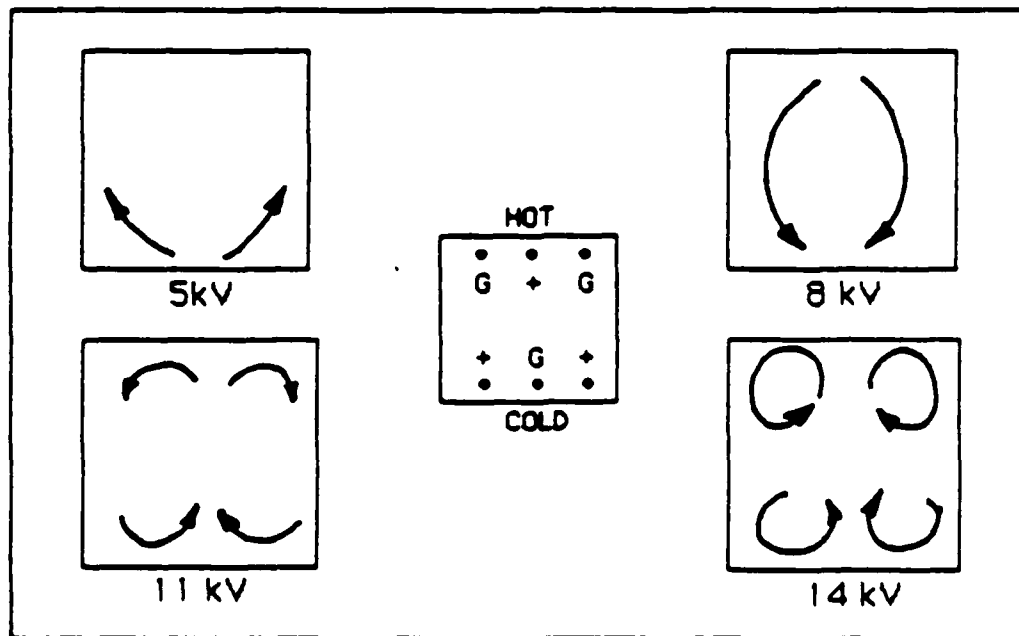 HOT
G + G
+ G +
COLD
5kV
8 kV
11 kV
14 kV